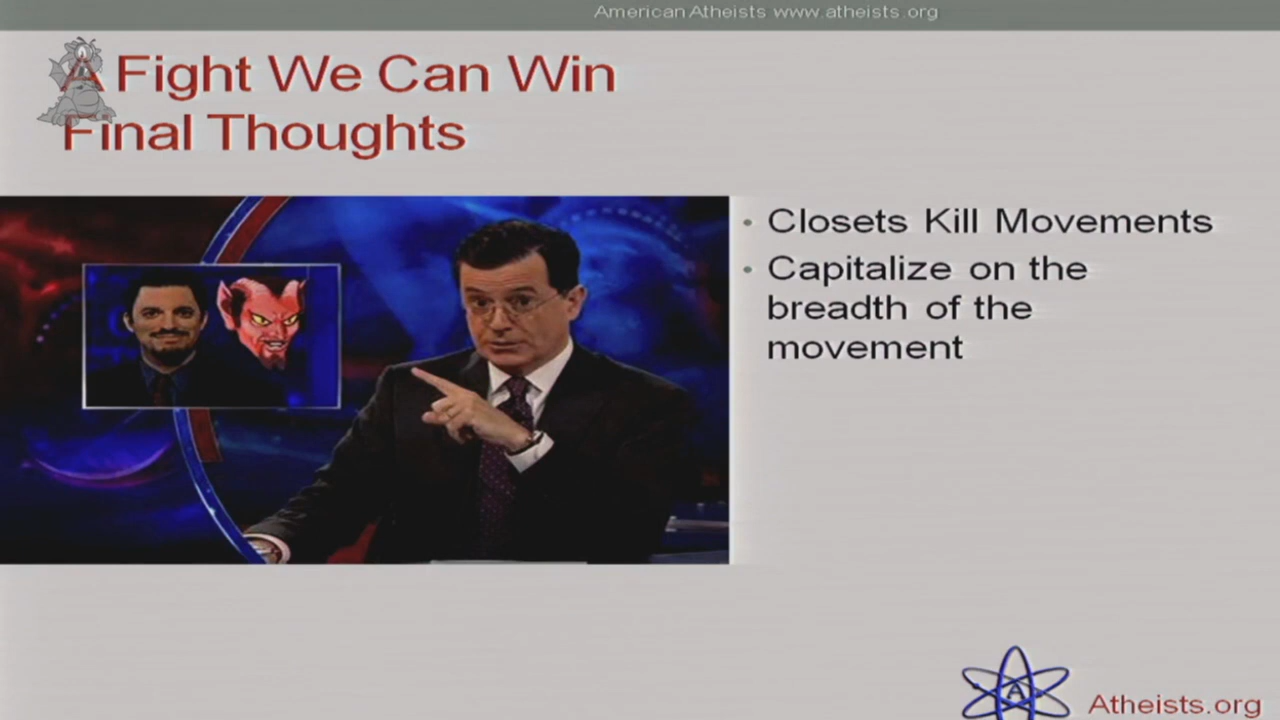 American Atheists www.atheists.org
A Fight We Can Win
Final Thoughts
• Closets Kill Movements
• Capitalize on the
breadth of the
movement
A
Atheists.org